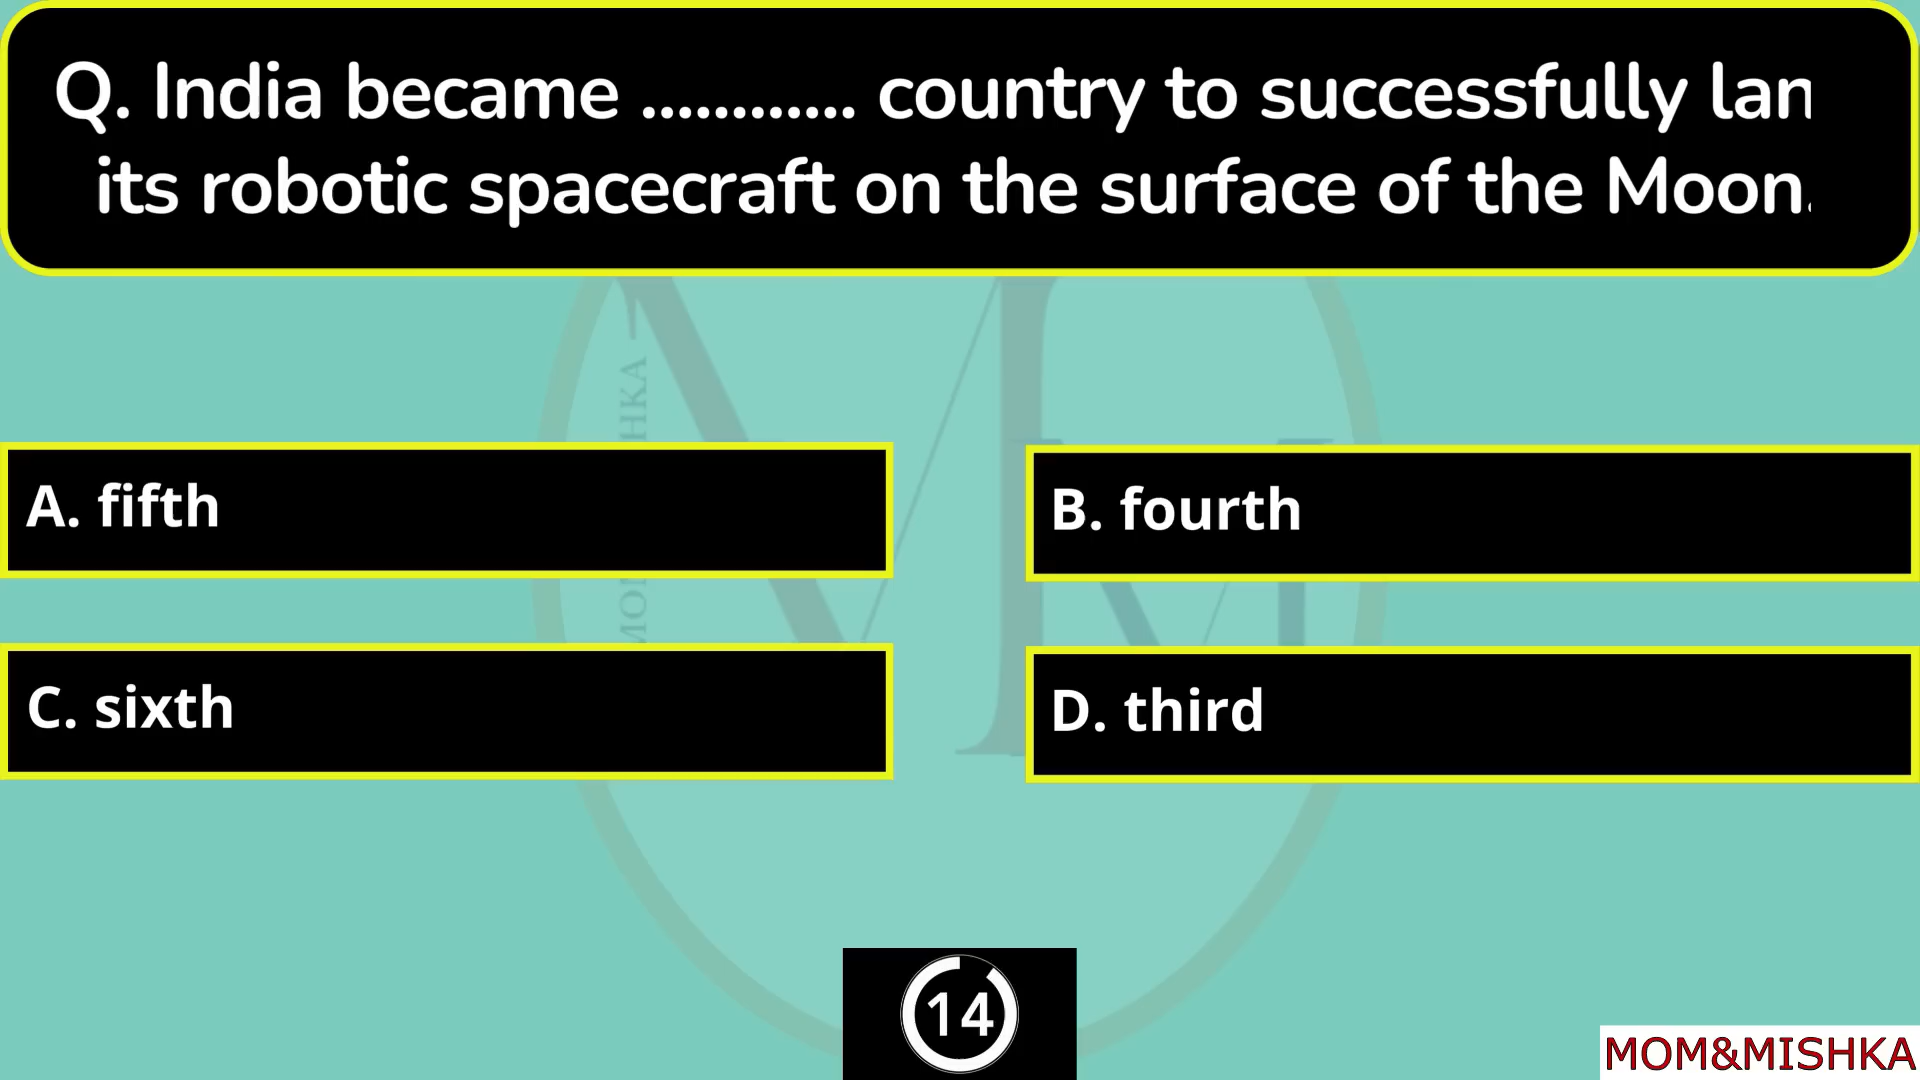 Q. India became ............ country to successfully lan
its robotic spacecraft on the surface of the Moon.
A. fifth
B. fourth
C. sixth
D. third
14
MOM&MISHKA